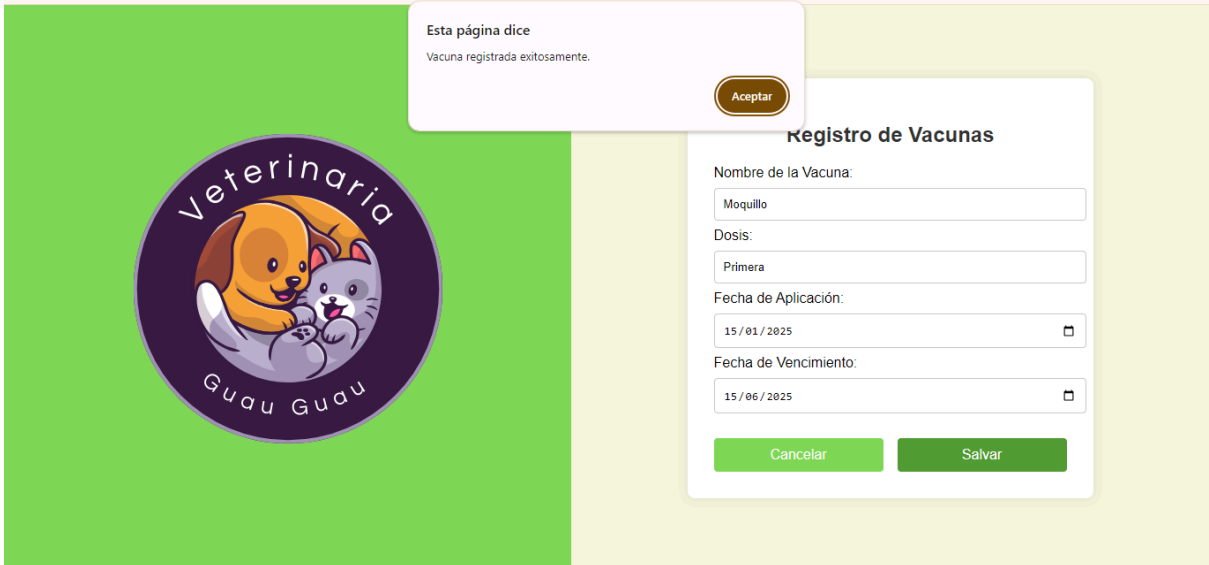 Esta página dice
Vacuna registrada exitosamente.
Aceptar
Veterinaria
Guau Guau
Registro de Vacunas
Nombre de la Vacuna:
Moquillo
Dosis:
Primera
Fecha de Aplicación:
15/01/2025
Fecha de Vencimiento:
15/06/2025
Cancelar
Salvar